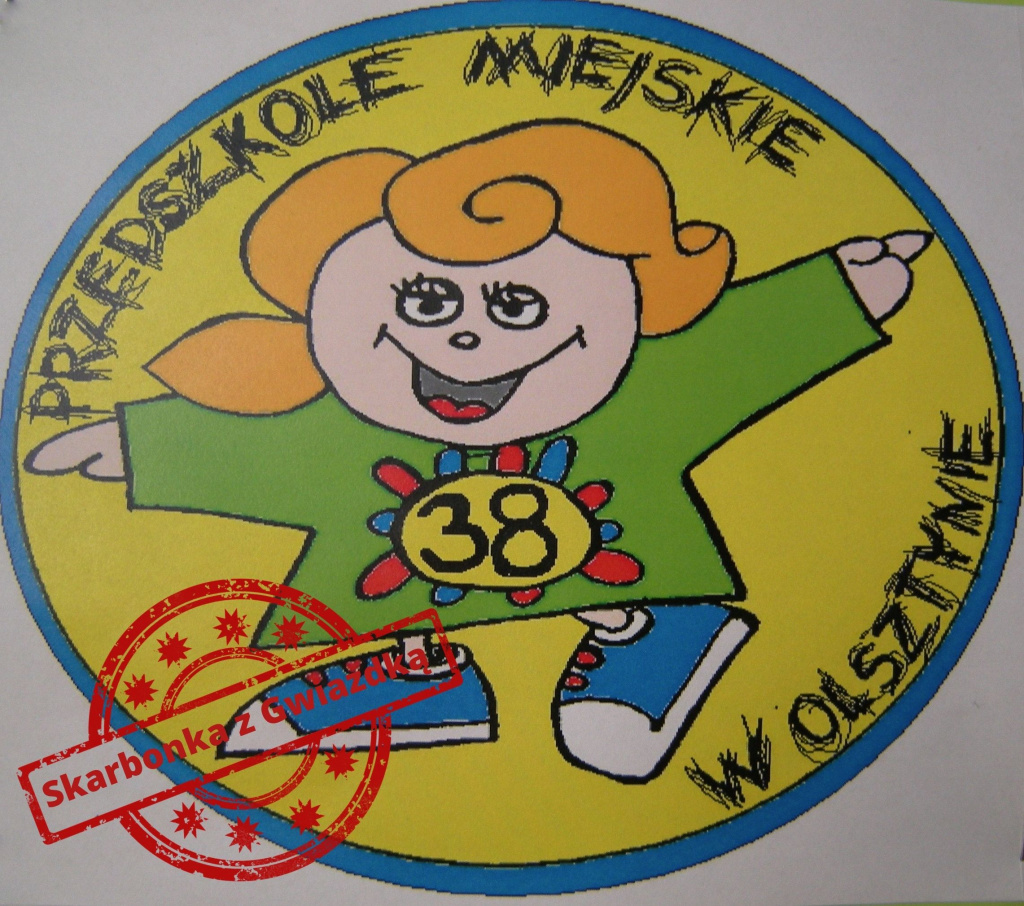 PRZEDSZKOLE MIEJSKIE
W OLSZTYNIE
38
Skarbonka z Gwiazdką